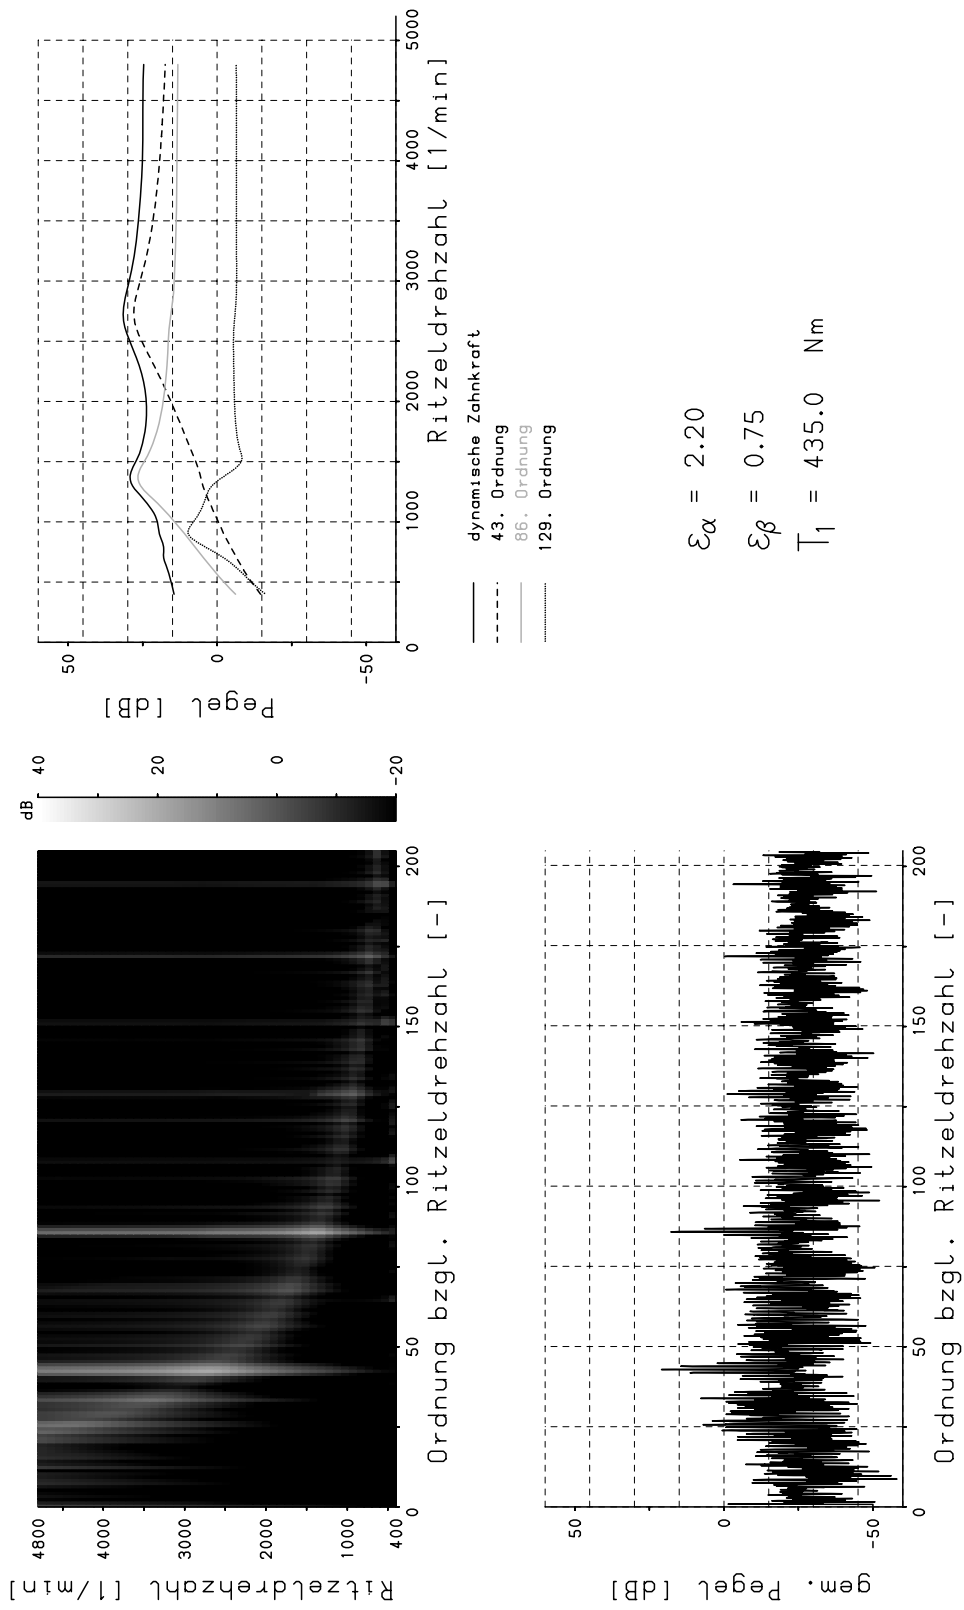 4800
3000
4000
2000
1000
400
Ritzeldrehzahl [1/min]
0
50
100
150
200
Ordnung bzgl. Ritzeldrehzahl [-]
dB
40
20
0
-20
50
0
-50
Pegel [dB]
0
1000
2000
3000
4000
5000
Ritzeldrehzahl [1/min]
dynamische Zahnkraft
43. Ordnung
86. Ordnung
129. Ordnung
50
0
-50
gem. Pegel [dB]
0
50
100
150
200
Ordnung bzgl. Ritzeldrehzahl [-]
εα = 2.20
εβ = 0.75
T1 = 435.0 Nm